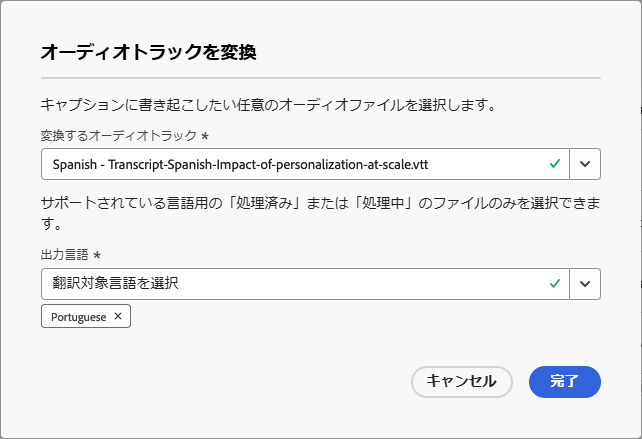 オーディオトラックを変換
キャプションに書き起こしたい任意のオーディオファイルを選択します。
変換するオーディオトラック *
Spanish - Transcript-Spanish-Impact-of-personalization-at-scale.vtt
サポートされている言語用の「処理済み」または「処理中」のファイルのみを選択できま
す。
出力言語 *
翻訳対象言語を選択
Portuguese ×
キャンセル 完了